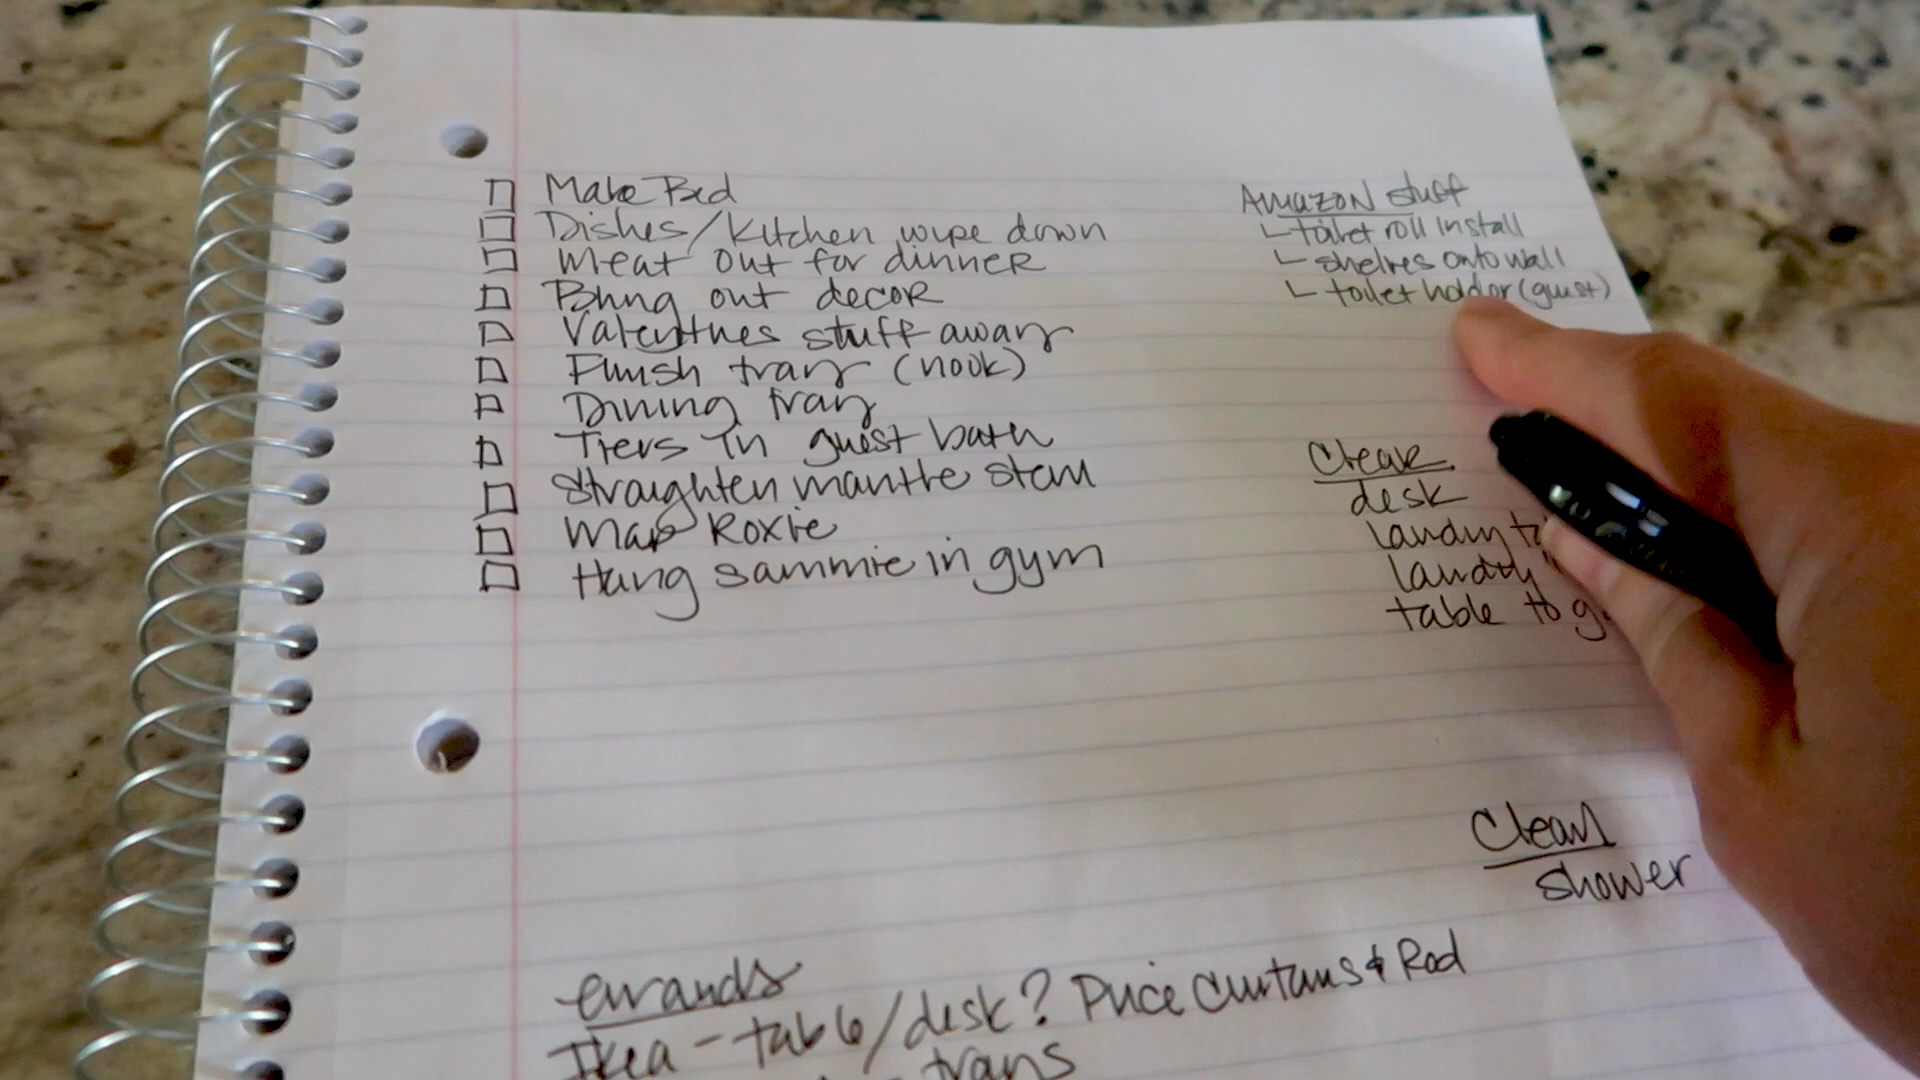 Make Bed
Dishes/Kitchen wipe down
Meat out for dinner
Bring out decor
Valentines stuff away
Finish tray (nook)
Dining tray
Tiers in guest bath
Straighten mantle stem
Map Roxie
Hang sammie in gym
Amazon stuff
toilet roll install
shelves onto wall
toilet holder (guest)
Clear
desk
laundry
table to
Clean
shower
errands
Ikea - table/desk? Price Curtains & Rod
trays